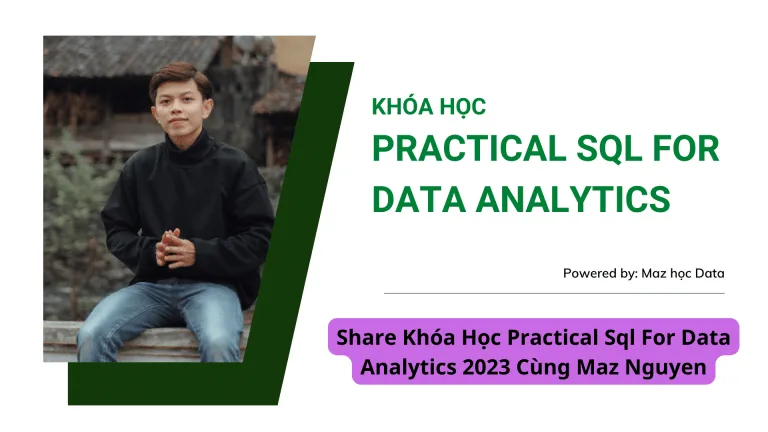 KHÓA HỌC
PRACTICAL SQL FOR
DATA ANALYTICS
Powered by: Maz học Data
Share Khóa Học Practical Sql For Data
Analytics 2023 Cùng Maz Nguyen